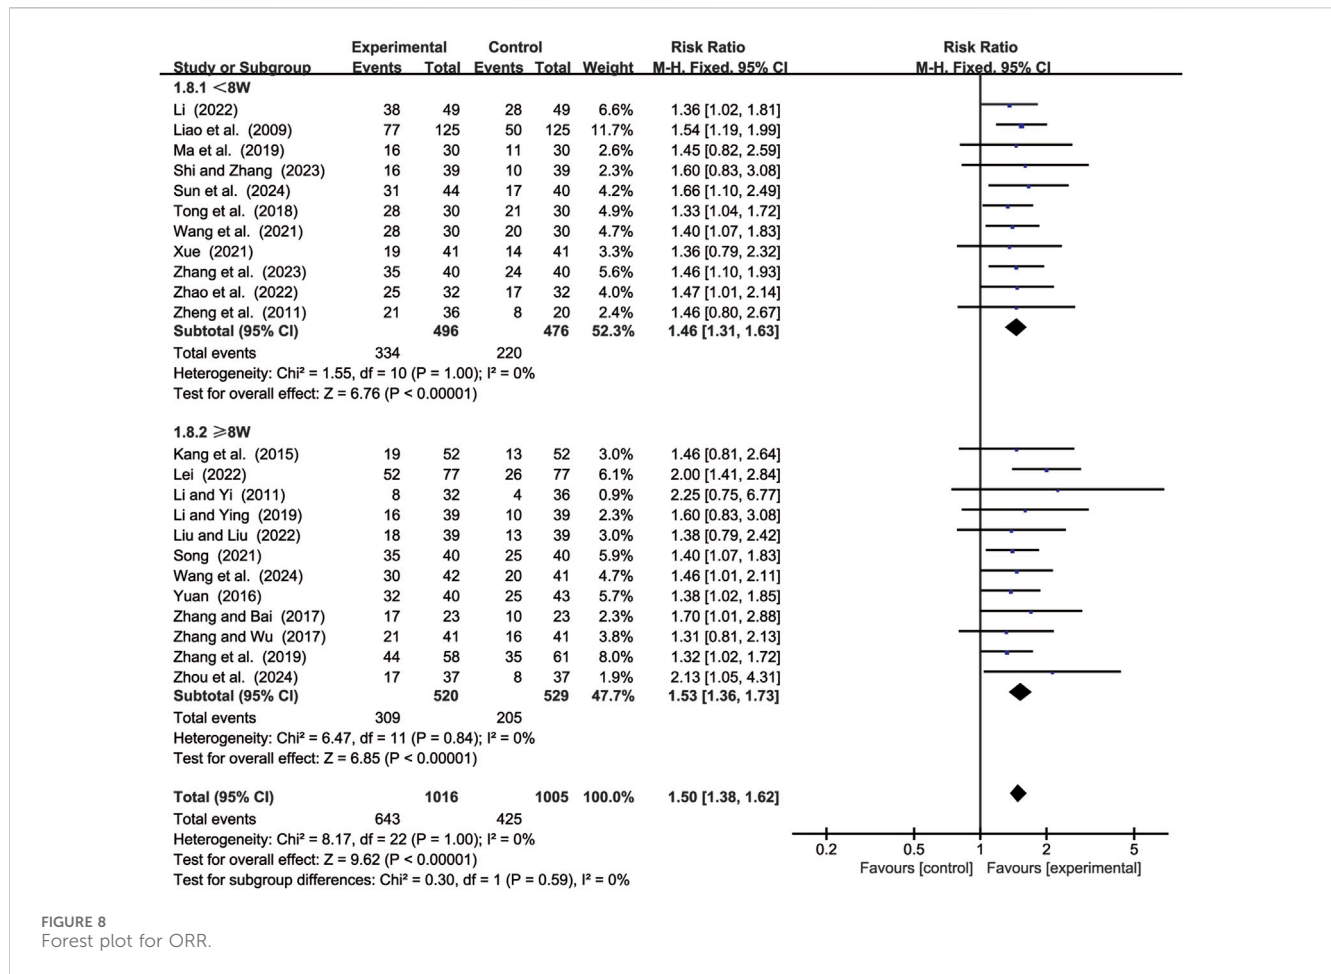 Experimental Control Risk Ratio Risk Ratio
Study or Subgroup Events Total Events Total Weight M-H. Fixed. 95% CI M-H. Fixed. 95% CI
1.8.1 <8W
Li (2022) 38 49 28 49 6.6% 1.36 [1.02, 1.81]
Liao et al. (2009) 77 125 50 125 11.7% 1.54 [1.19, 1.99]
Ma et al. (2019) 16 30 11 30 2.6% 1.45 [0.82, 2.59]
Shi and Zhang (2023) 16 39 10 39 2.3% 1.60 [0.83, 3.08]
Sun et al. (2024) 31 44 17 40 4.2% 1.66 [1.10, 2.49]
Tong et al. (2018) 28 30 21 30 4.9% 1.33 [1.04, 1.72]
Wang et al. (2021) 28 30 20 30 4.7% 1.40 [1.07, 1.83]
Xue (2021) 19 41 14 41 3.3% 1.36 [0.79, 2.32]
Zhang et al. (2023) 35 40 24 40 5.6% 1.46 [1.10, 1.93]
Zhao et al. (2022) 25 32 17 32 4.0% 1.47 [1.01, 2.14]
Zheng et al. (2011) 21 36 8 20 2.4% 1.46 [0.80, 2.67]
Subtotal (95% CI) 496 476 52.3% 1.46 [1.31, 1.63]
Total events 334 220
Heterogeneity: Chi² = 1.55, df = 10 (P = 1.00); I² = 0%
Test for overall effect: Z = 6.76 (P < 0.00001)
1.8.2 ⩾8W
Kang et al. (2015) 19 52 13 52 3.0% 1.46 [0.81, 2.64]
Lei (2022) 52 77 26 77 6.1% 2.00 [1.41, 2.84]
Li and Yi (2011) 8 32 4 36 0.9% 2.25 [0.75, 6.77]
Li and Ying (2019) 16 39 10 39 2.3% 1.60 [0.83, 3.08]
Liu and Liu (2022) 18 39 13 39 3.0% 1.38 [0.79, 2.42]
Song (2021) 35 40 25 40 5.9% 1.40 [1.07, 1.83]
Wang et al. (2024) 30 42 20 41 4.7% 1.46 [1.01, 2.11]
Yuan (2016) 32 40 25 43 5.7% 1.38 [1.02, 1.85]
Zhang and Bai (2017) 17 23 10 23 2.3% 1.70 [1.01, 2.88]
Zhang and Wu (2017) 21 41 16 41 3.8% 1.31 [0.81, 2.13]
Zhang et al. (2019) 44 58 35 61 8.0% 1.32 [1.02, 1.72]
Zhou et al. (2024) 17 37 8 37 1.9% 2.13 [1.05, 4.31]
Subtotal (95% CI) 520 529 47.7% 1.53 [1.36, 1.73]
Total events 309 205
Heterogeneity: Chi² = 6.47, df = 11 (P = 0.84); I² = 0%
Test for overall effect: Z = 6.85 (P < 0.00001)
Total (95% CI) 1016 1005 100.0% 1.50 [1.38, 1.62]
Total events 643 425
Heterogeneity: Chi² = 8.17, df = 22 (P = 1.00); I² = 0%
Test for overall effect: Z = 9.62 (P < 0.00001)
Test for subgroup differences: Chi² = 0.30, df = 1 (P = 0.59), I² = 0%
0.2 0.5 1 2 5
Favours [control] Favours [experimental]
FIGURE 8
Forest plot for ORR.